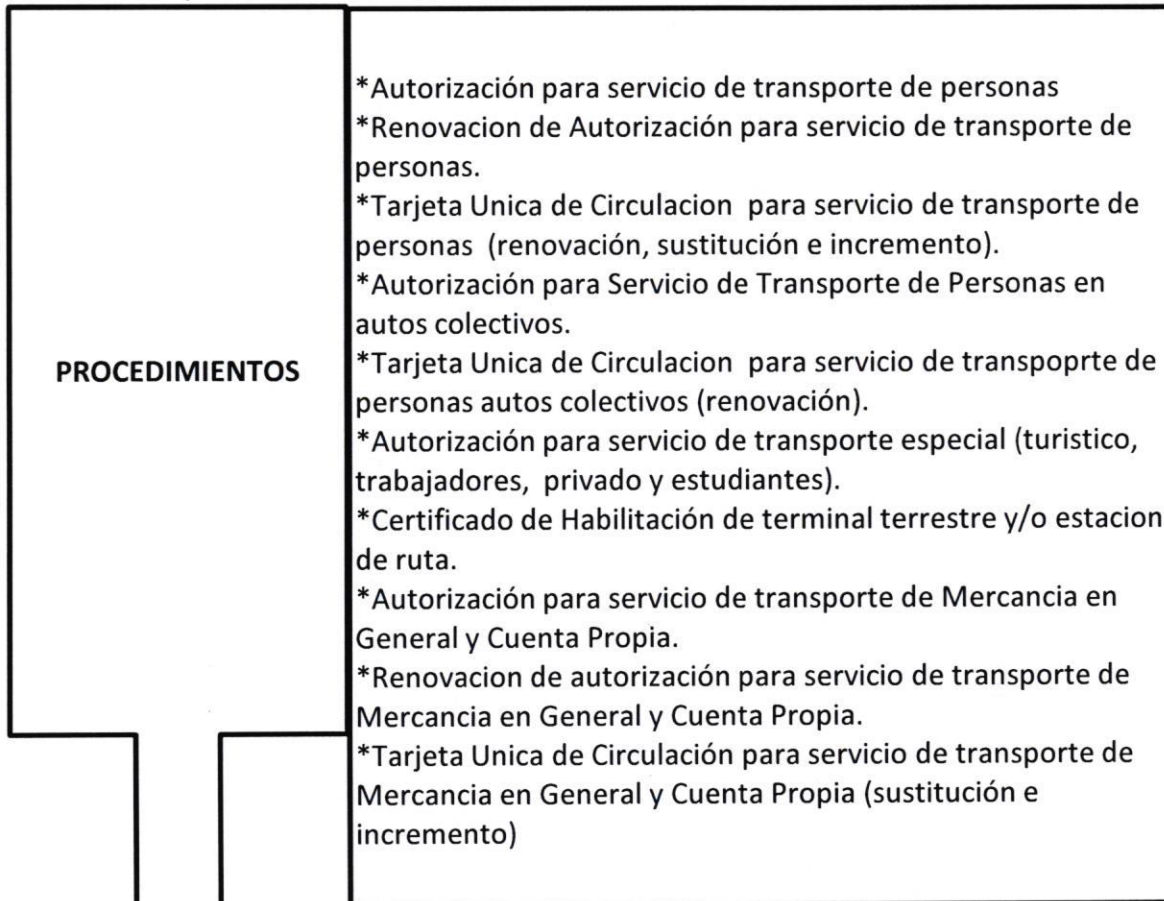 PROCEDIMIENTOS
*Autorización para servicio de transporte de personas
*Renovacion de Autorización para servicio de transporte de
personas.
*Tarjeta Unica de Circulacion  para servicio de transporte de
personas  (renovación, sustitución e incremento).
*Autorización para Servicio de Transporte de Personas en
autos colectivos.
*Tarjeta Unica de Circulacion  para servicio de transpoprte de
personas autos colectivos (renovación).
*Autorización para servicio de transporte especial (turistico,
trabajadores,  privado y estudiantes).
*Certificado de Habilitación de terminal terrestre y/o estacion
de ruta.
*Autorización para servicio de transporte de Mercancia en
General y Cuenta Propia.
*Renovacion de autorización para servicio de transporte de
Mercancia en General y Cuenta Propia.
*Tarjeta Unica de Circulación para servicio de transporte de
Mercancia en General y Cuenta Propia (sustitución e
incremento)